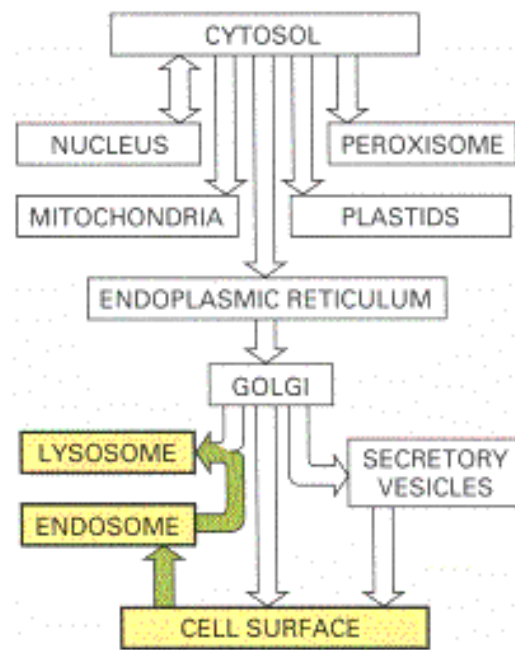 CYTOSOL
NUCLEUS
PEROXISOME
MITOCHONDRIA
PLASTIDS
ENDOPLASMIC RETICULUM
GOLGI
LYSOSOME
SECRETORY
VESICLES
ENDOSOME
CELL SURFACE